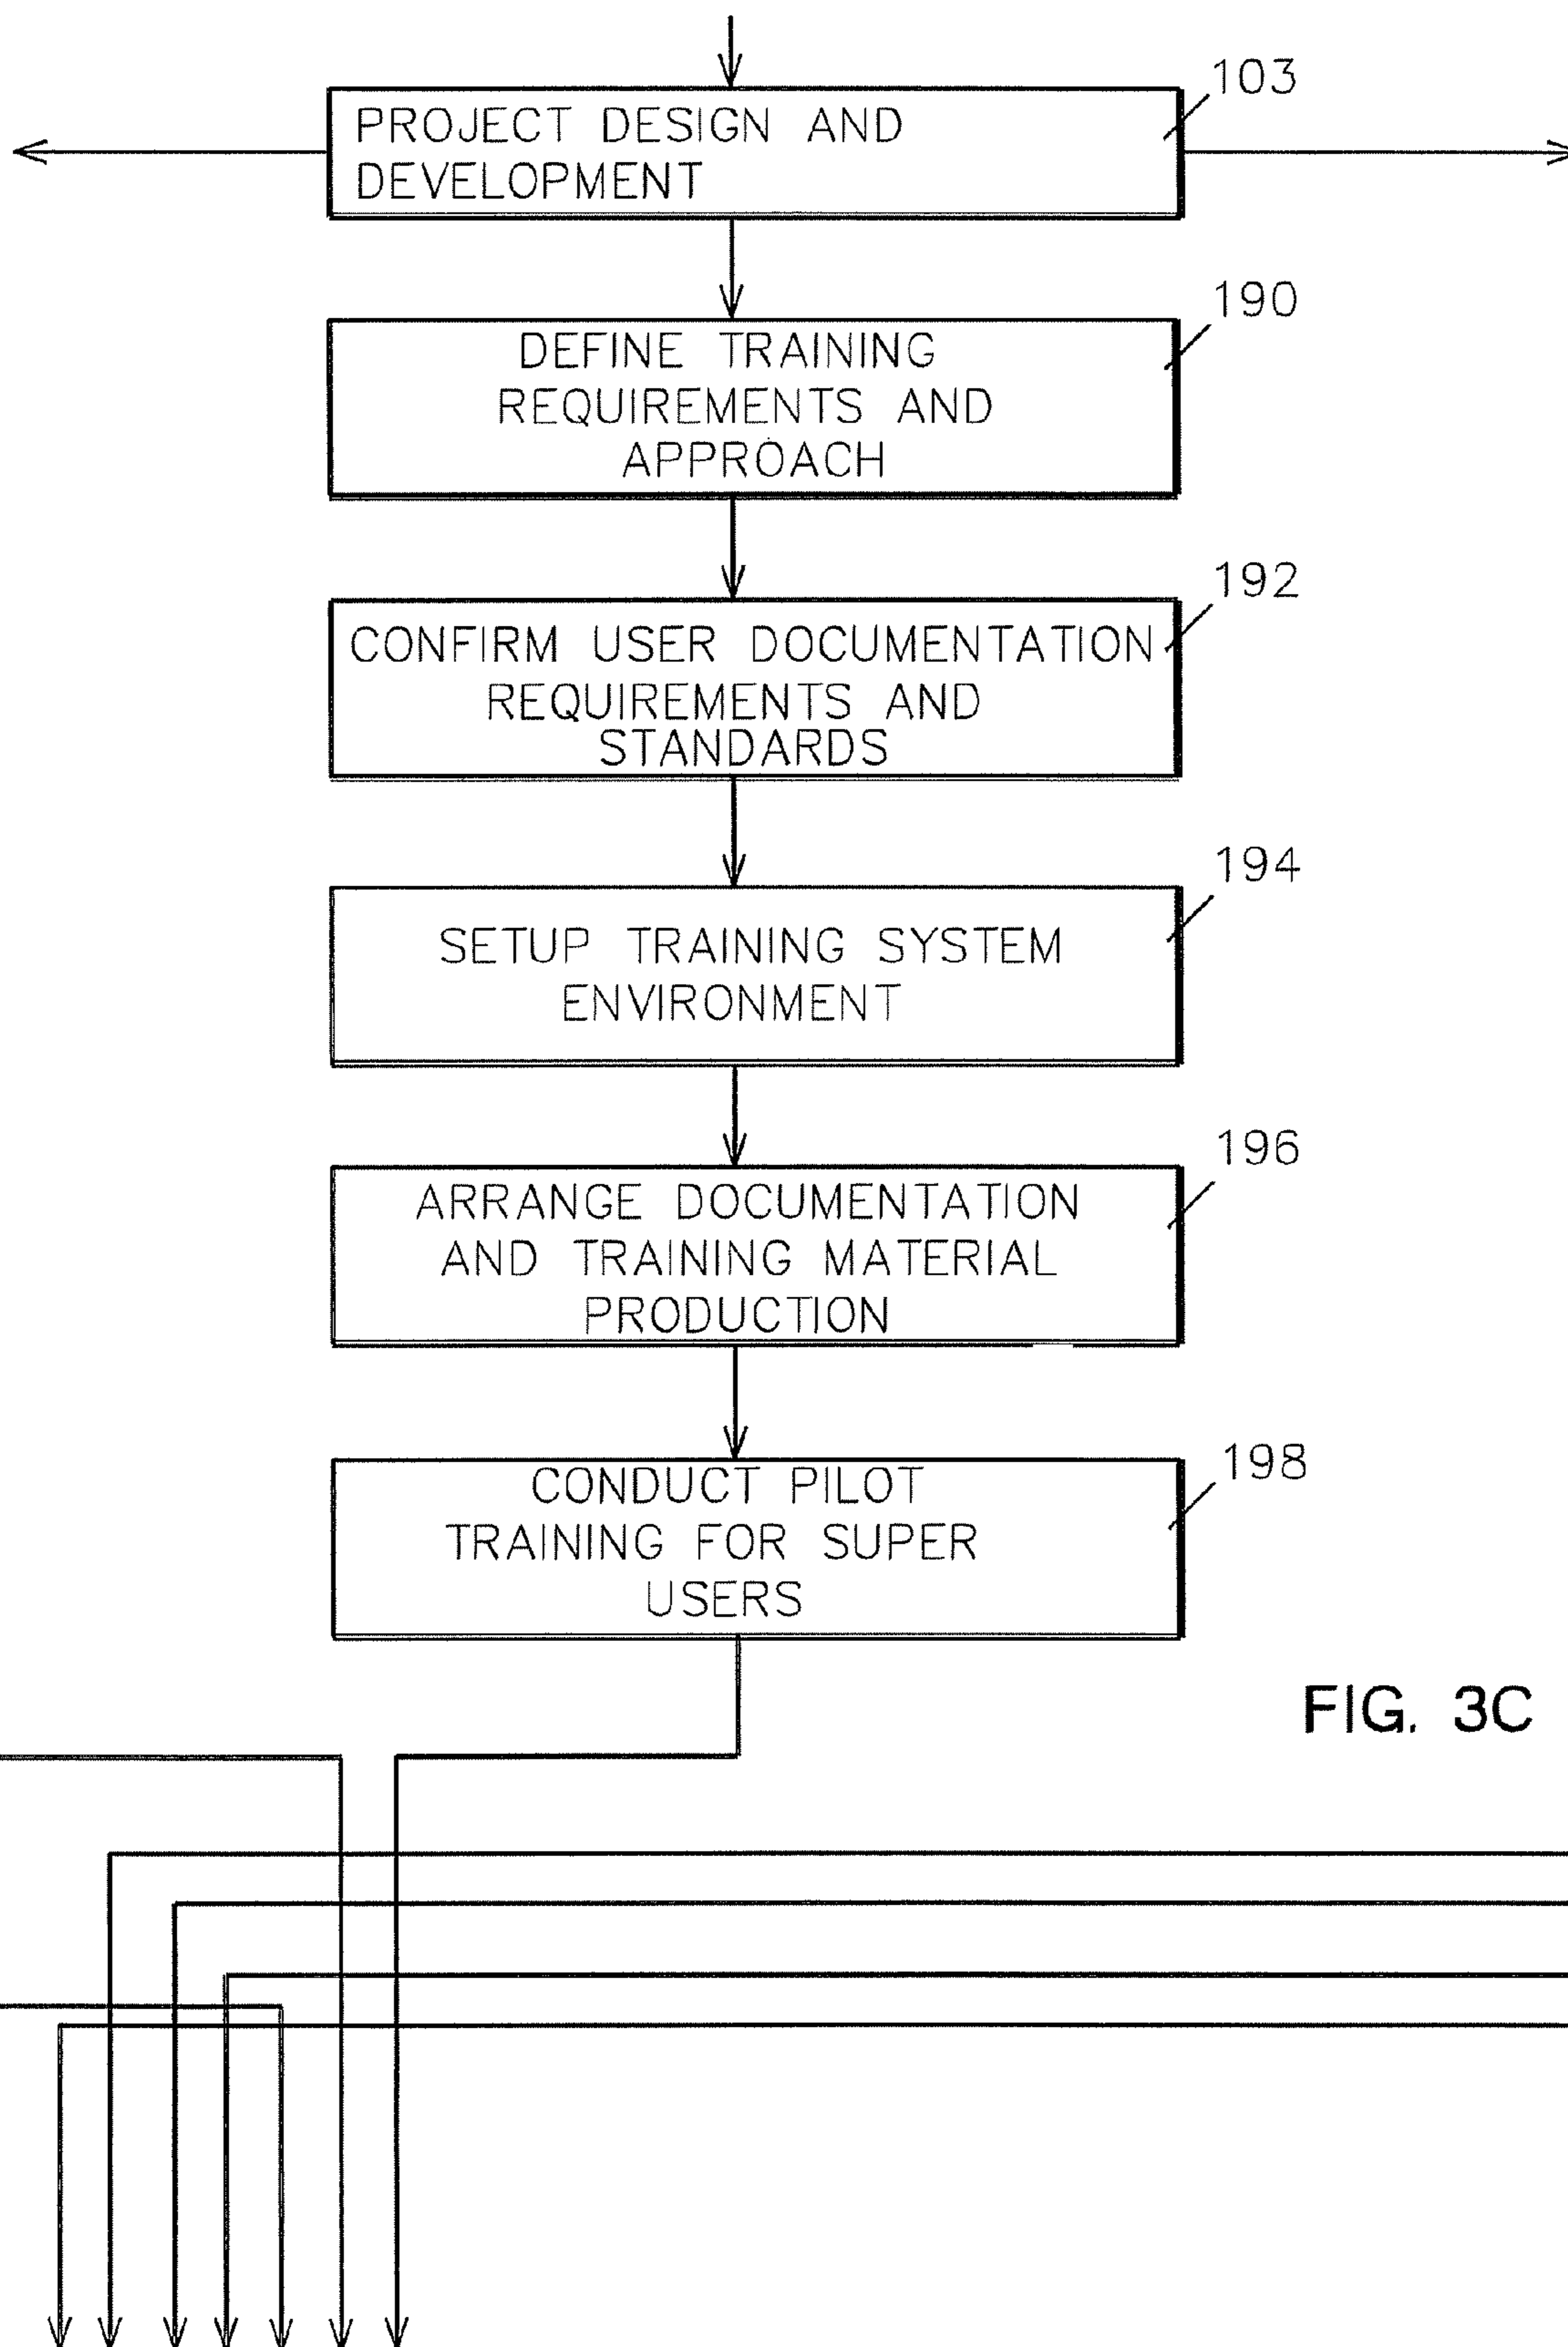 103
PROJECT DESIGN AND
DEVELOPMENT
190
DEFINE TRAINING
REQUIREMENTS AND
APPROACH
192
CONFIRM USER DOCUMENTATION
REQUIREMENTS AND
STANDARDS
194
SETUP TRAINING SYSTEM
ENVIRONMENT
196
ARRANGE DOCUMENTATION
AND TRAINING MATERIAL
PRODUCTION
198
CONDUCT PILOT
TRAINING FOR SUPER
USERS
FIG. 3C